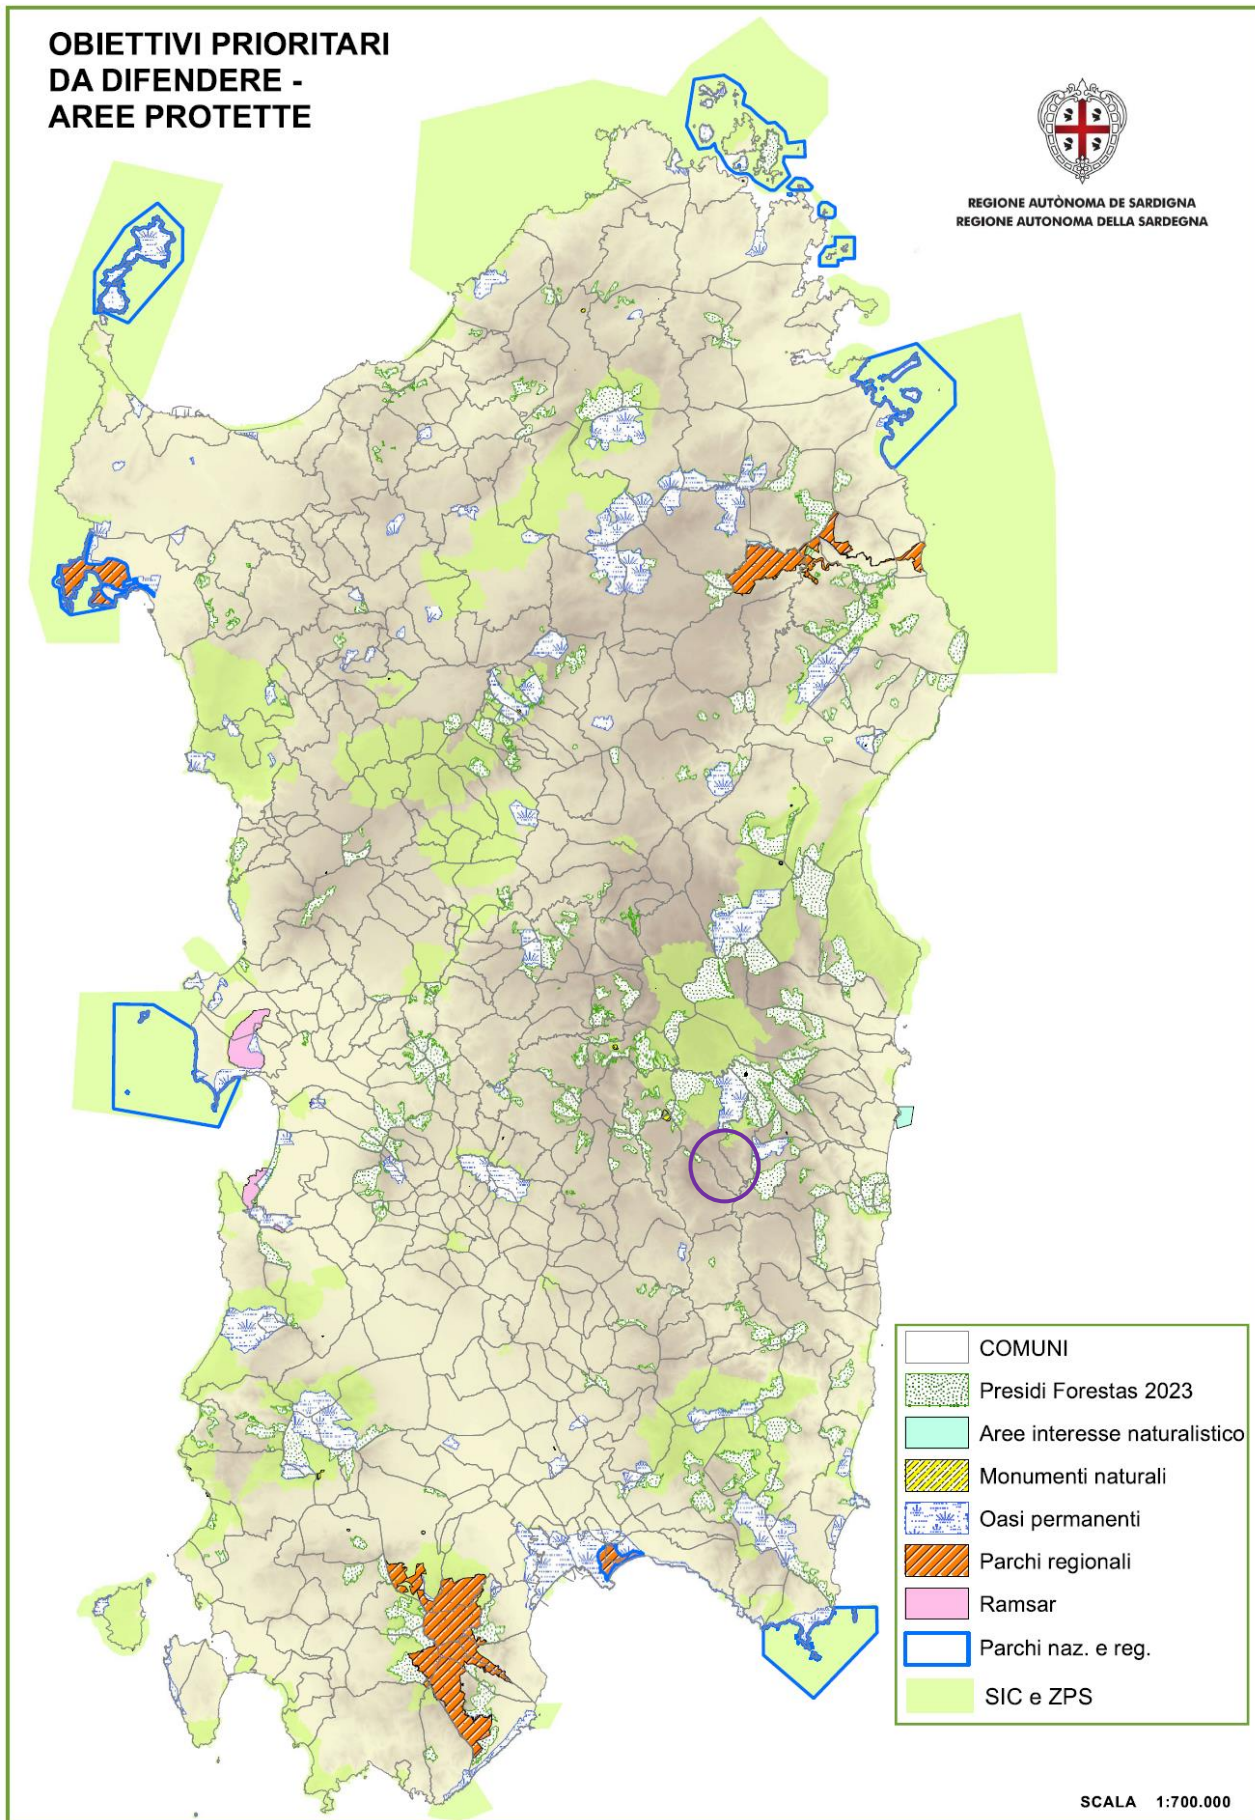 OBIETTIVI PRIORITARI
DA DIFENDERE -
AREE PROTETTE
REGIONE AUTÒNOMA DE SARDIGNA
REGIONE AUTONOMA DELLA SARDEGNA
COMUNI
Presidi Forestas 2023
Aree interesse naturalistico
Monumenti naturali
Oasi permanenti
Parchi regionali
Ramsar
Parchi naz. e reg.
SIC e ZPS
SCALA 1:700.000